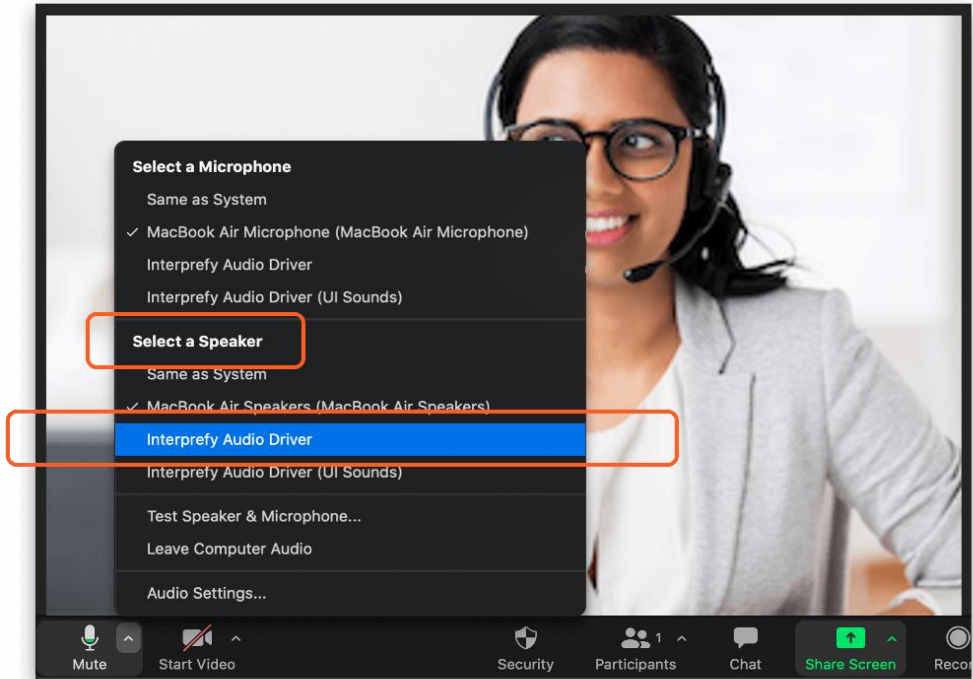 Select a Microphone
Same as System
MacBook Air Microphone (MacBook Air Microphone)
Interprefy Audio Driver
Interprefy Audio Driver (UI Sounds)
Select a Speaker
Same as System
MacBook Air Speakers (MacBook Air Speakers)
Interprefy Audio Driver
Interprefy Audio Driver (UI Sounds)
Test Speaker & Microphone...
Leave Computer Audio
Audio Settings...
1
Mute Start Video Security Participants Chat Share Screen Recor